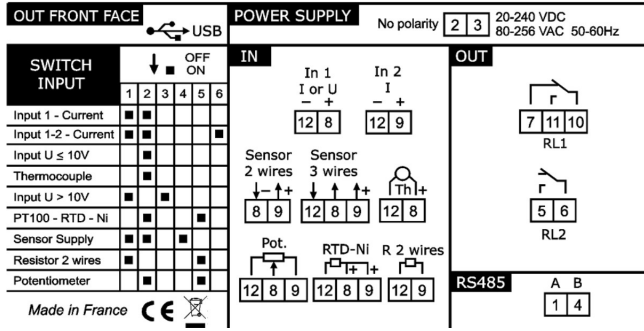 OUT FRONT FACE
USB
POWER SUPPLY
No polarity 2 3 20-240 VDC
80-256 VAC 50-60Hz
SWITCH
INPUT
OFF
ON
1 2 3 4 5 6
Input 1 - Current
Input 1-2 - Current
Input U ≤ 10V
Thermocouple
Input U > 10V
PT100 - RTD - Ni
Sensor Supply
Resistor 2 wires
Potentiometer
Made in France CE
IN
In 1
I or U
- +
12 8
In 2
I
- +
12 9
Sensor
2 wires
- +
8 9
Sensor
3 wires
+
12 8 9
Th +
12 8
Pot.
12 8 9
RTD-Ni
+ +
12 8 9
R 2 wires
12 9
OUT
7 11 10
RL1
5 6
RL2
RS485
A B
1 4